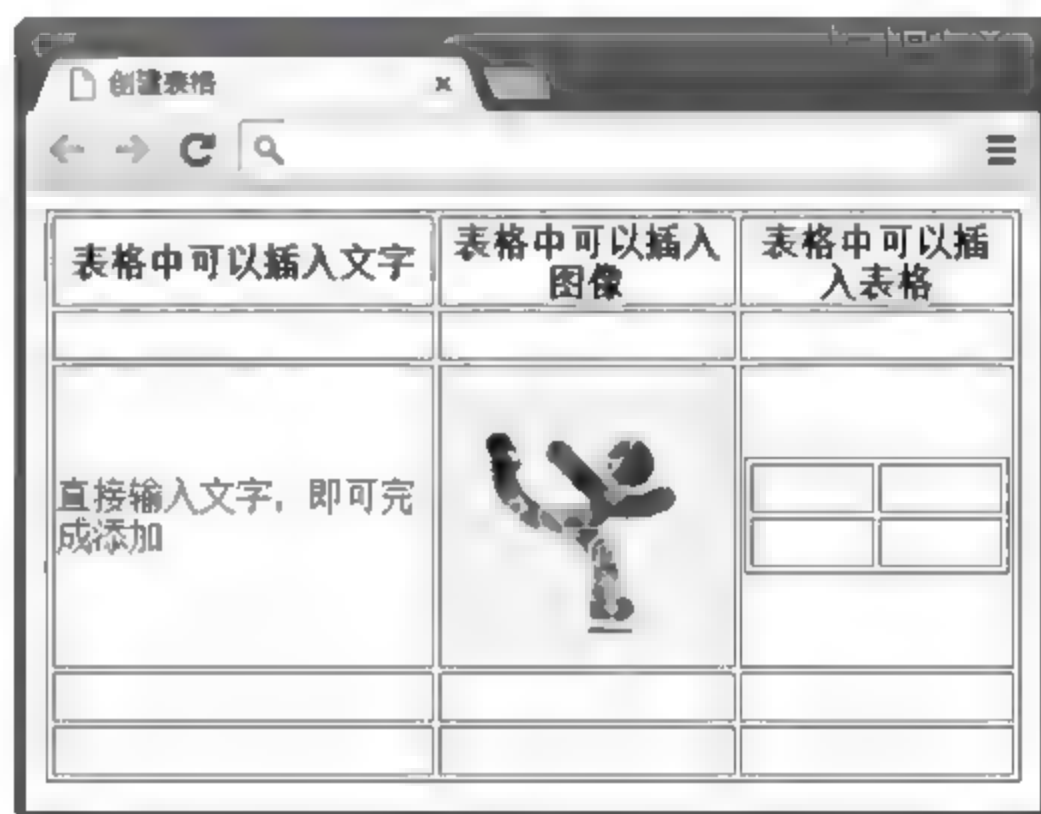 创建表格
表格中可以插入文字
表格中可以插入
图像
表格中可以插
入表格
直接输入文字，即可完
成添加